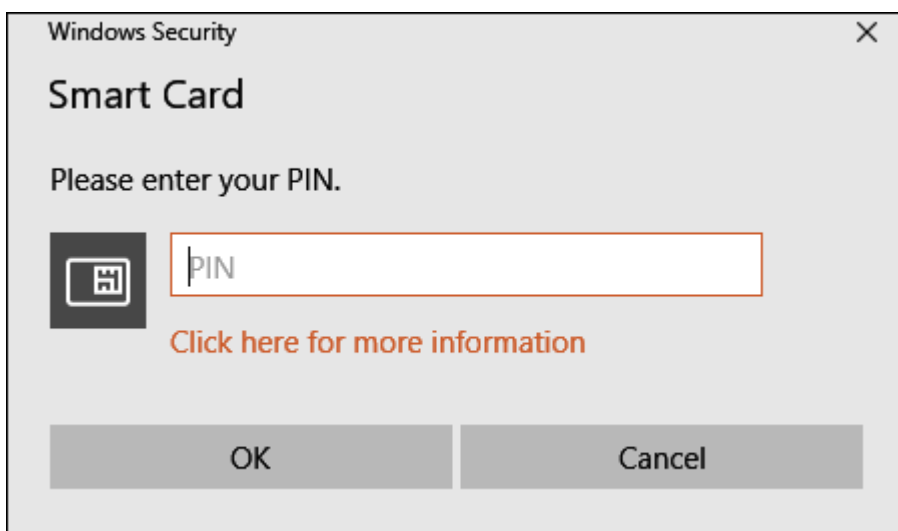 Windows Security
Smart Card
Please enter your PIN.
PIN
Click here for more information
OK
Cancel